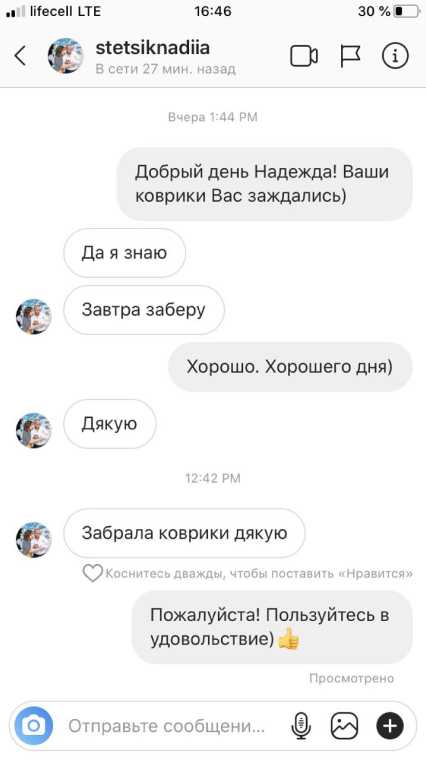 lifecell LTE 16:46 30 %
stetsiknadiia
В сети 27 мин. назад
Вчера 1:44 PM
Добрый день Надежда! Ваши
коврики Вас заждались)
Да я знаю
Завтра заберу
Хорошо. Хорошего дня)
Дякую
12:42 PM
Забрала коврики дякую
Коснитесь дважды, чтобы поставить «Нравится»
Пожалуйста! Пользуйтесь в
удовольствие)👍
Просмотрено
Отправьте сообщени...